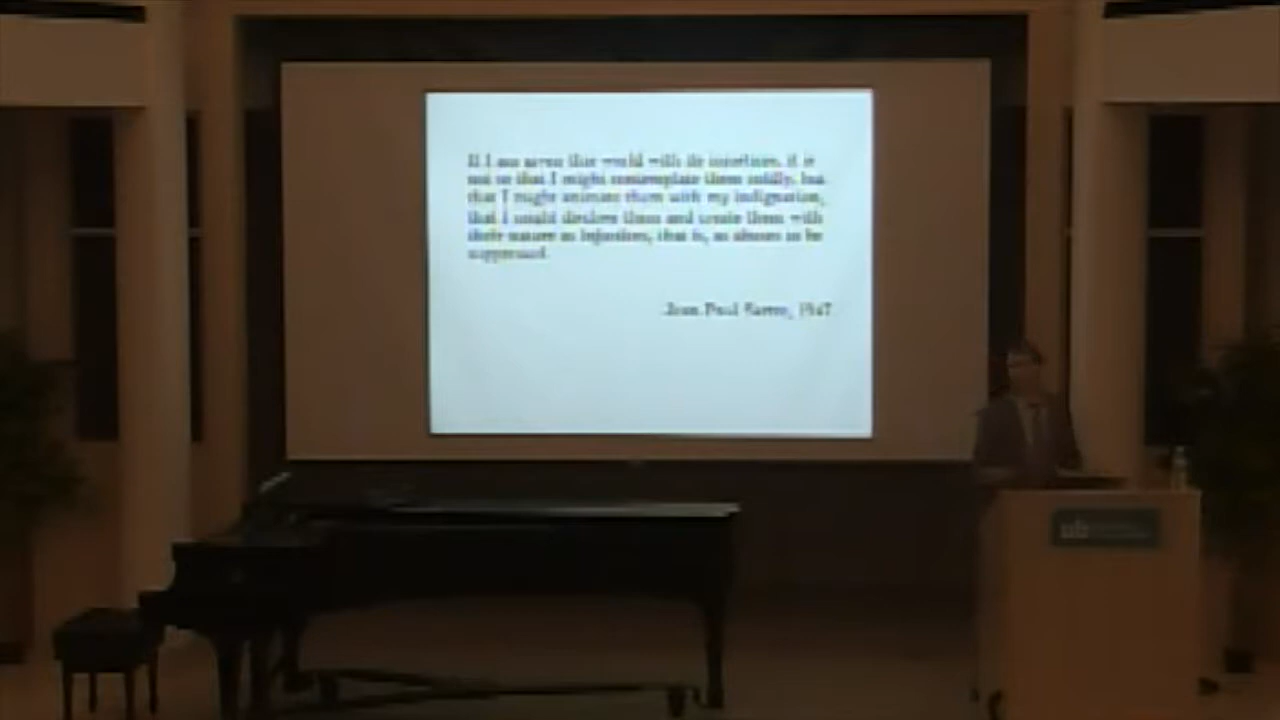 If I am given this world with its injustices, it is
not so that I might contemplate them coldly, but
that I might animate them with my indignation,
that I might disclose them and create them with
their nature as injustices, that is, as abuses to be
suppressed.
Jean-Paul Sartre, 1947
ub